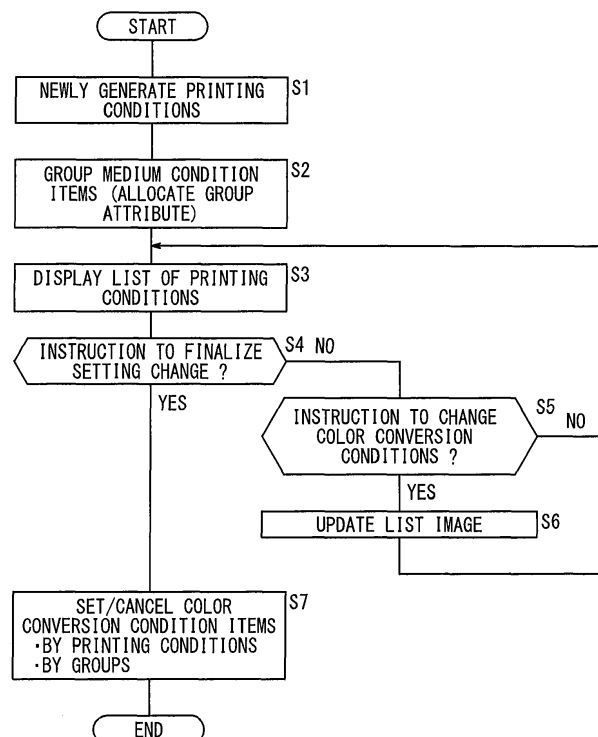 START
NEWLY GENERATE PRINTING
CONDITIONS
S1
GROUP MEDIUM CONDITION
ITEMS (ALLOCATE GROUP
ATTRIBUTE)
S2
DISPLAY LIST OF PRINTING
CONDITIONS
S3
INSTRUCTION TO FINALIZE
SETTING CHANGE ?
S4 NO
YES
INSTRUCTION TO CHANGE
COLOR CONVERSION
CONDITIONS ?
S5
NO
YES
UPDATE LIST IMAGE
S6
SET/CANCEL COLOR
CONVERSION CONDITION ITEMS
·BY PRINTING CONDITIONS
·BY GROUPS
S7
END